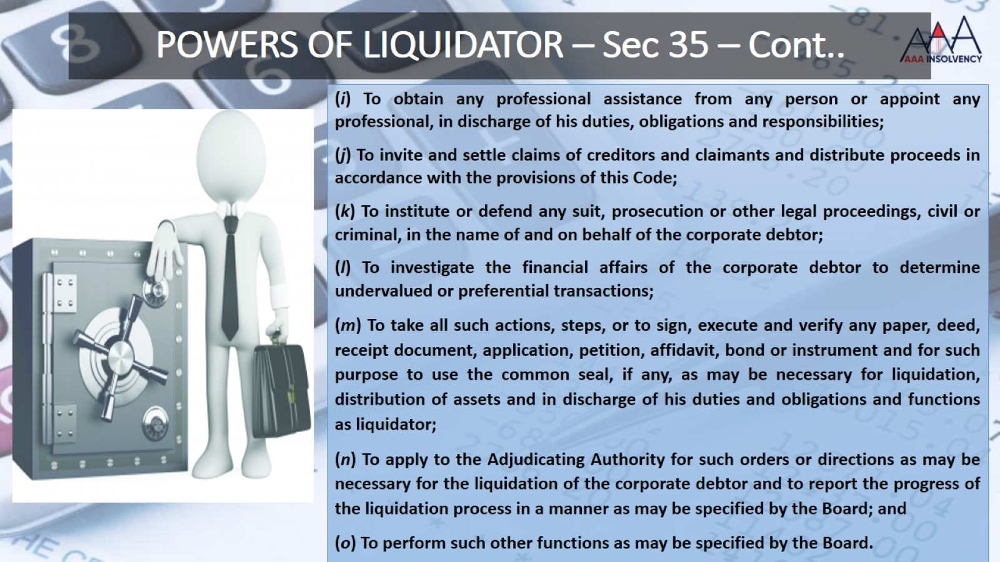 POWERS OF LIQUIDATOR – Sec 35 – Cont..
AAA INSOLVENCY
(i) To obtain any professional assistance from any person or appoint any
professional, in discharge of his duties, obligations and responsibilities;
(j) To invite and settle claims of creditors and claimants and distribute proceeds in
accordance with the provisions of this Code;
(k) To institute or defend any suit, prosecution or other legal proceedings, civil or
criminal, in the name of and on behalf of the corporate debtor;
(l) To investigate the financial affairs of the corporate debtor to determine
undervalued or preferential transactions;
(m) To take all such actions, steps, or to sign, execute and verify any paper, deed,
receipt document, application, petition, affidavit, bond or instrument and for such
purpose to use the common seal, if any, as may be necessary for liquidation,
distribution of assets and in discharge of his duties and obligations and functions
as liquidator;
(n) To apply to the Adjudicating Authority for such orders or directions as may be
necessary for the liquidation of the corporate debtor and to report the progress of
the liquidation process in a manner as may be specified by the Board; and
(o) To perform such other functions as may be specified by the Board.